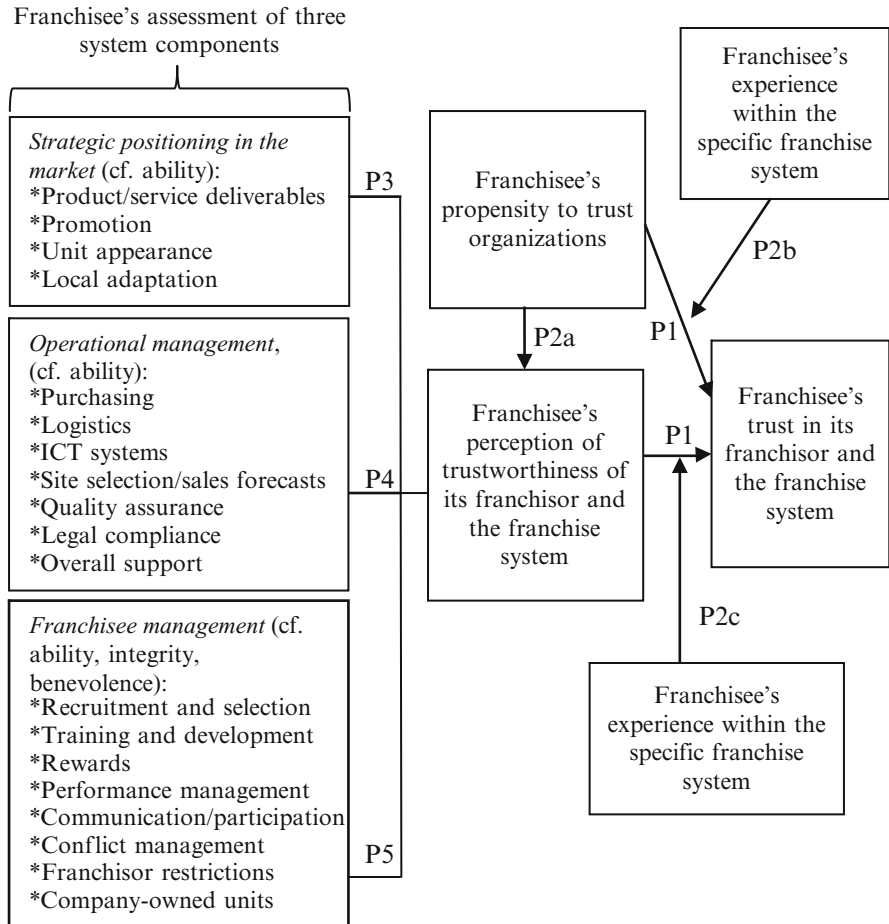 Franchisee’s assessment of three
system components
Strategic positioning in the
market (cf. ability):
*Product/service deliverables
*Promotion
*Unit appearance
*Local adaptation
P3
Operational management,
(cf. ability):
*Purchasing
*Logistics
*ICT systems
*Site selection/sales forecasts
*Quality assurance
*Legal compliance
*Overall support
P4
Franchisee management (cf.
ability, integrity,
benevolence):
*Recruitment and selection
*Training and development
*Rewards
*Performance management
*Communication/participation
*Conflict management
*Franchisor restrictions
*Company-owned units
P5
Franchisee’s
propensity to trust
organizations
P2a
Franchisee’s
perception of
trustworthiness of
its franchisor and
the franchise
system
Franchisee’s
experience
within the
specific franchise
system
P2b
P1
P1
Franchisee’s
trust in its
franchisor and
the franchise
system
P2c
Franchisee’s
experience within the
specific franchise
system